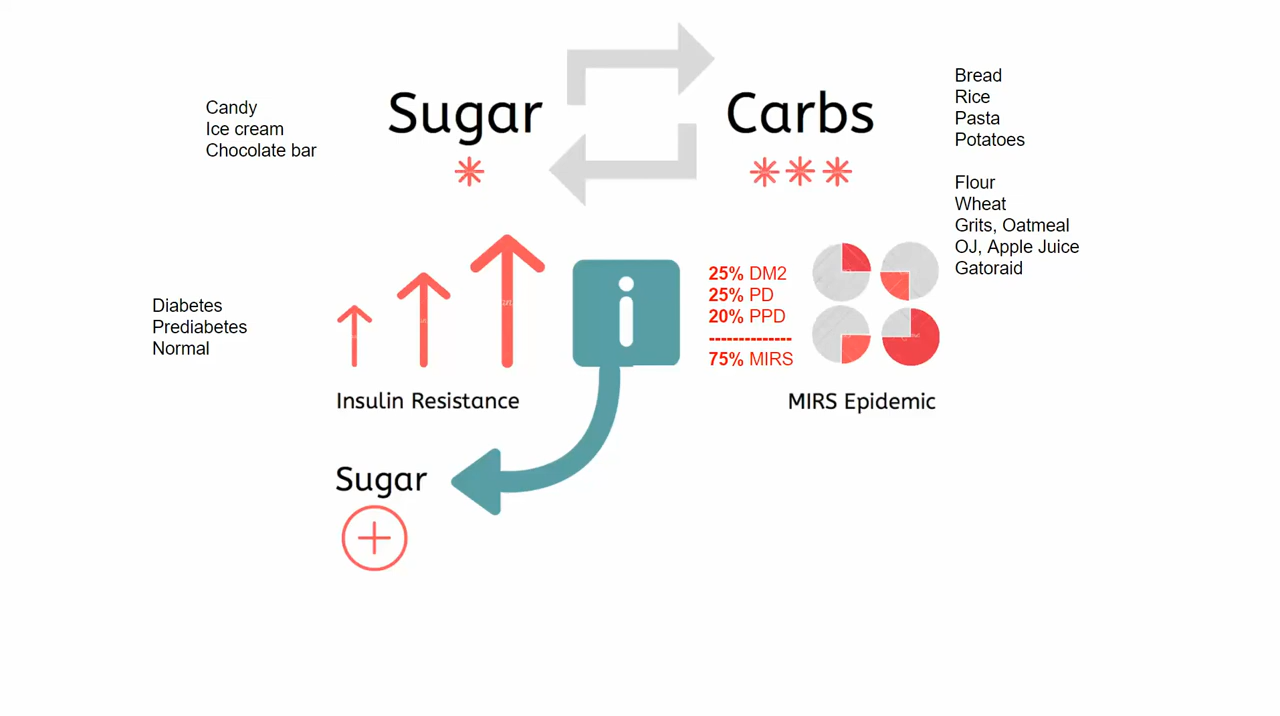 Sugar
Carbs
Candy
Ice cream
Chocolate bar
Bread
Rice
Pasta
Potatoes
Flour
Wheat
Grits, Oatmeal
OJ, Apple Juice
Gatoraid
Diabetes
Prediabetes
Normal
Insulin Resistance
i
25% DM2
25% PD
20% PPD
--------------
75% MIRS
MIRS Epidemic
Sugar